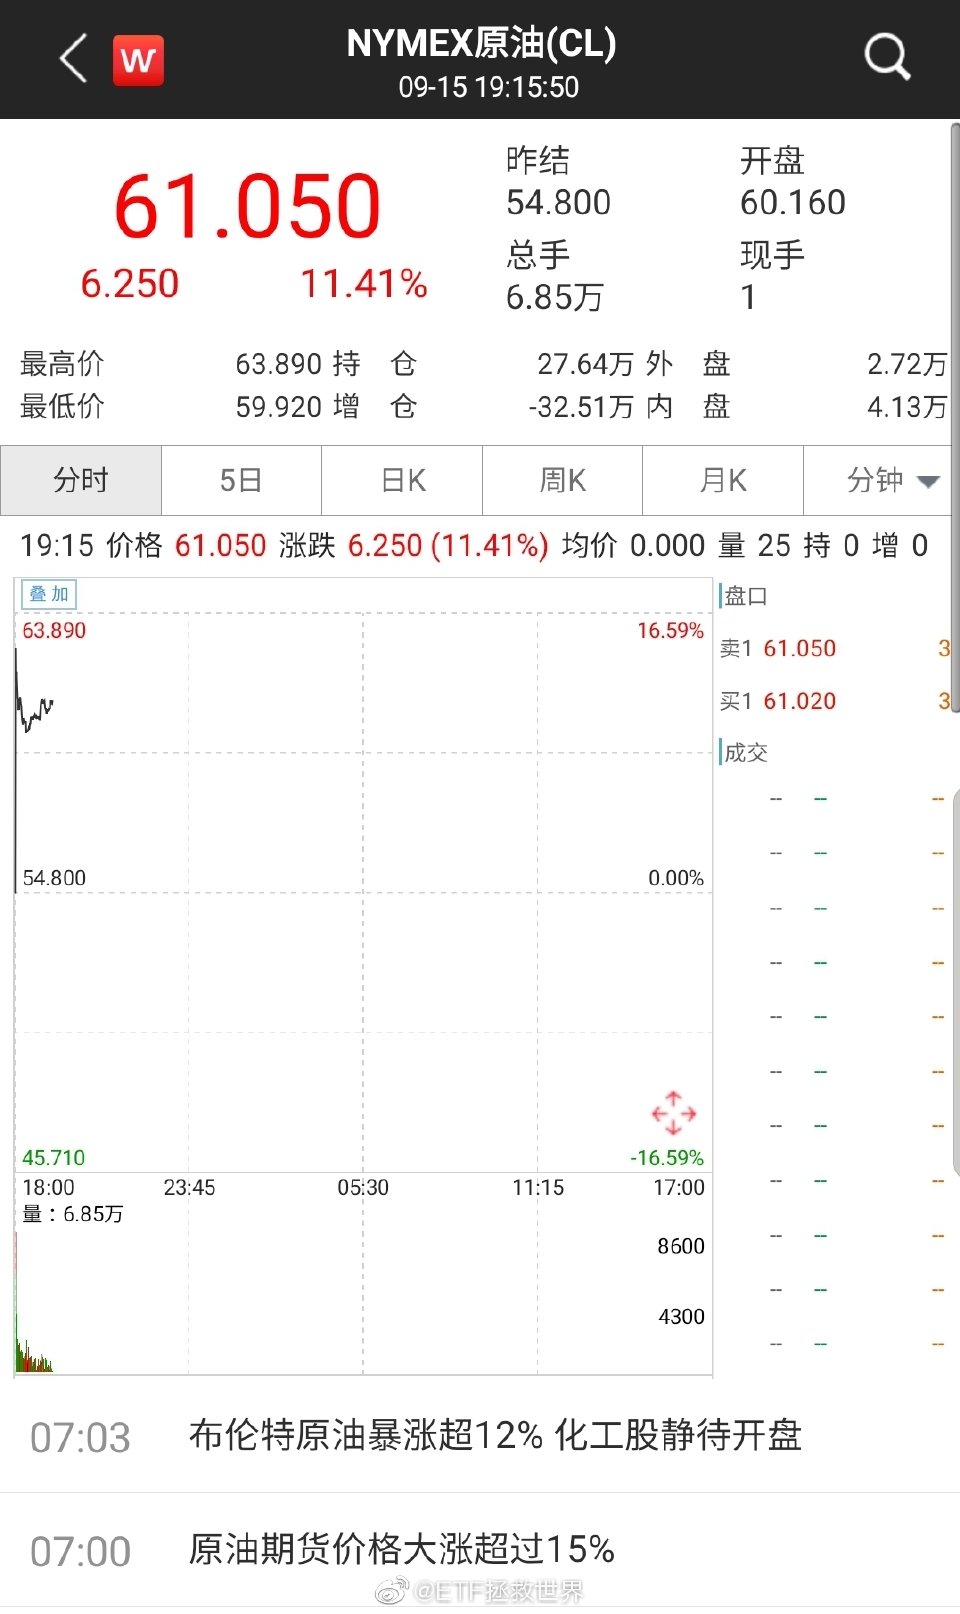 NYMEX原油(CL)
W
09-15 19:15:50
61.050
6.250 11.41%
昨结 开盘
54.800 60.160
总手 现手
6.85万 1
最高价 63.890 持 仓 27.64万 外 盘 2.72万
最低价 59.920 增 仓 -32.51万 内 盘 4.13万
分时 5日 日K 周K 月K 分钟
19:15 价格 61.050 涨跌 6.250 (11.41%) 均价 0.000 量 25 持 0 增 0
叠加
63.890 16.59%
54.800 0.00%
45.710 -16.59%
18:00 23:45 05:30 11:15 17:00
量：6.85万
8600
4300
盘口
卖1 61.050 3
买1 61.020 3
成交
-- -- --
-- -- --
-- -- --
-- -- --
-- -- --
-- -- --
-- -- --
-- -- --
-- -- --
-- -- --
-- -- --
07:03 布伦特原油暴涨超12% 化工股静待开盘
07:00 原油期货价格大涨超过15%
@ETF拯救世界